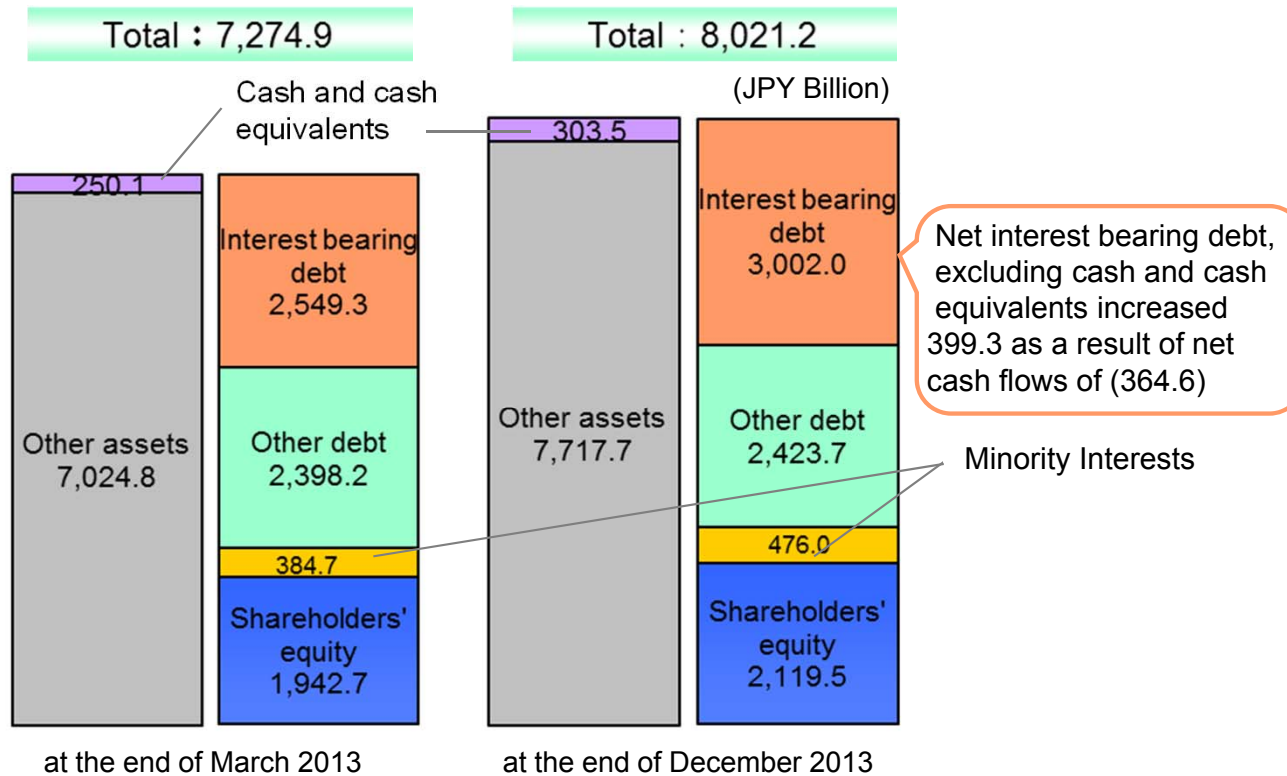 Total：7,274.9
Total : 8,021.2
(JPY Billion)
Cash and cash
equivalents
250.1
Other assets
7,024.8
Interest bearing
debt
2,549.3
Other debt
2,398.2
384.7
Shareholders'
equity
1,942.7
303.5
Other assets
7,717.7
Interest bearing
debt
3,002.0
Other debt
2,423.7
476.0
Shareholders'
equity
2,119.5
Net interest bearing debt,
excluding cash and cash
equivalents increased
399.3 as a result of net
cash flows of (364.6)
Minority Interests
at the end of March 2013
at the end of December 2013